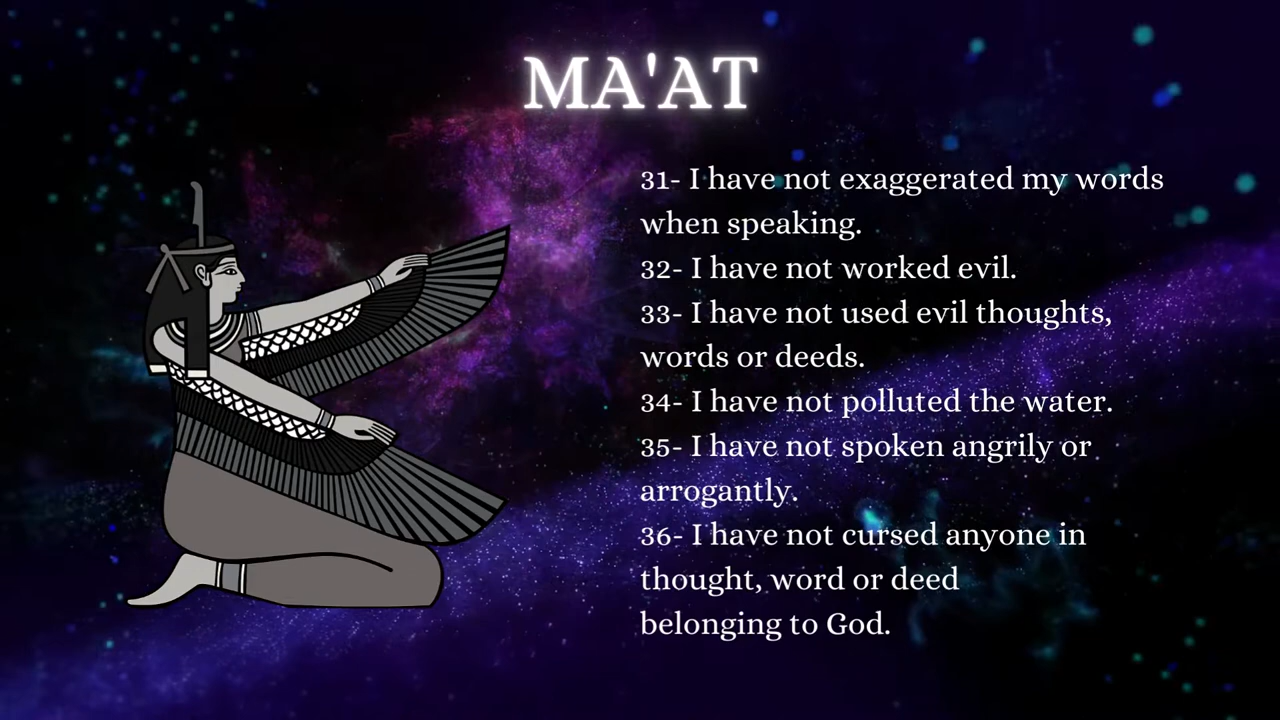 MA'AT
31- I have not exaggerated my words
when speaking.
32- I have not worked evil.
33- I have not used evil thoughts,
words or deeds.
34- I have not polluted the water.
35- I have not spoken angrily or
arrogantly.
36- I have not cursed anyone in
thought, word or deed
belonging to God.